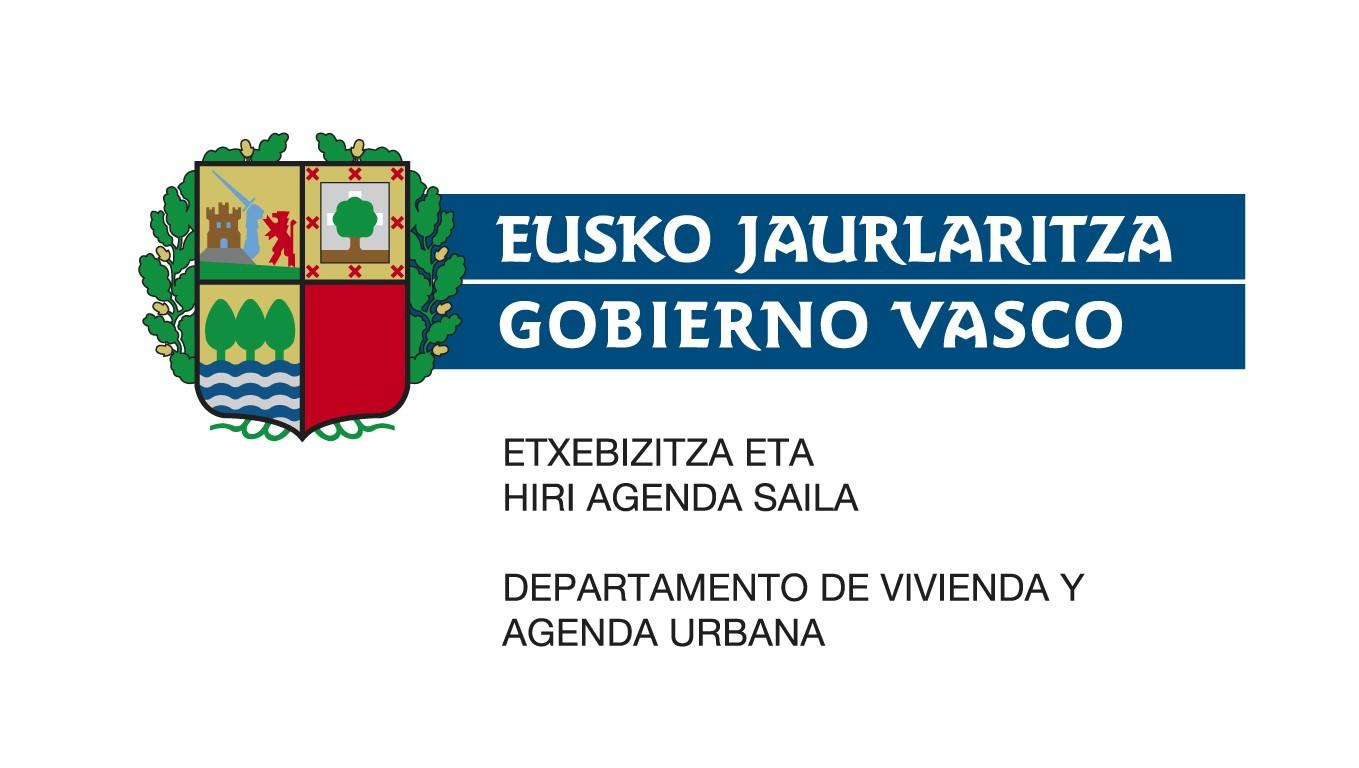 EUSKO JAURLARITZA
GOBIERNO VASCO
ETXEBIZITZA ETA
HIRI AGENDA SAILA
DEPARTAMENTO DE VIVIENDA Y
AGENDA URBANA